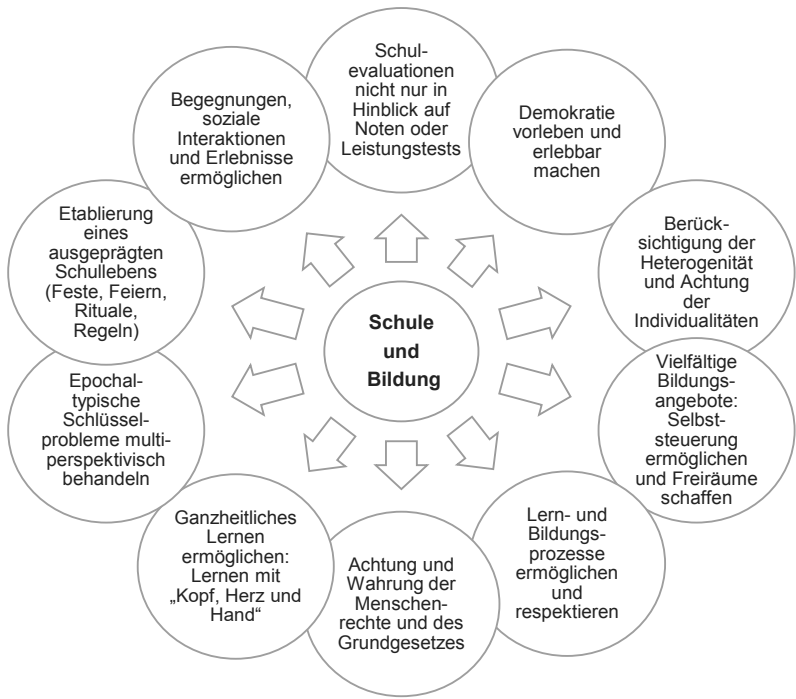 Schul-
evaluationen
nicht nur in
Hinblick auf
Noten oder
Leistungstests
Demokratie
vorleben und
erlebbar
machen
Berück-
sichtigung der
Heterogenität
und Achtung
der
Individualitäten
Vielfältige
Bildungs-
angebote:
Selbst-
steuerung
ermöglichen
und Freiräume
schaffen
Lern- und
Bildungs-
prozesse
ermöglichen
und
respektieren
Achtung und
Wahrung der
Menschen-
rechte und des
Grundgesetzes
Ganzheitliches
Lernen
ermöglichen:
Lernen mit
„Kopf, Herz und
Hand“
Epochal-
typische
Schlüssel-
probleme multi-
perspektivisch
behandeln
Etablierung
eines
ausgeprägten
Schullebens
(Feste, Feiern,
Rituale,
Regeln)
Begegnungen,
soziale
Interaktionen
und Erlebnisse
ermöglichen
Schule
und
Bildung